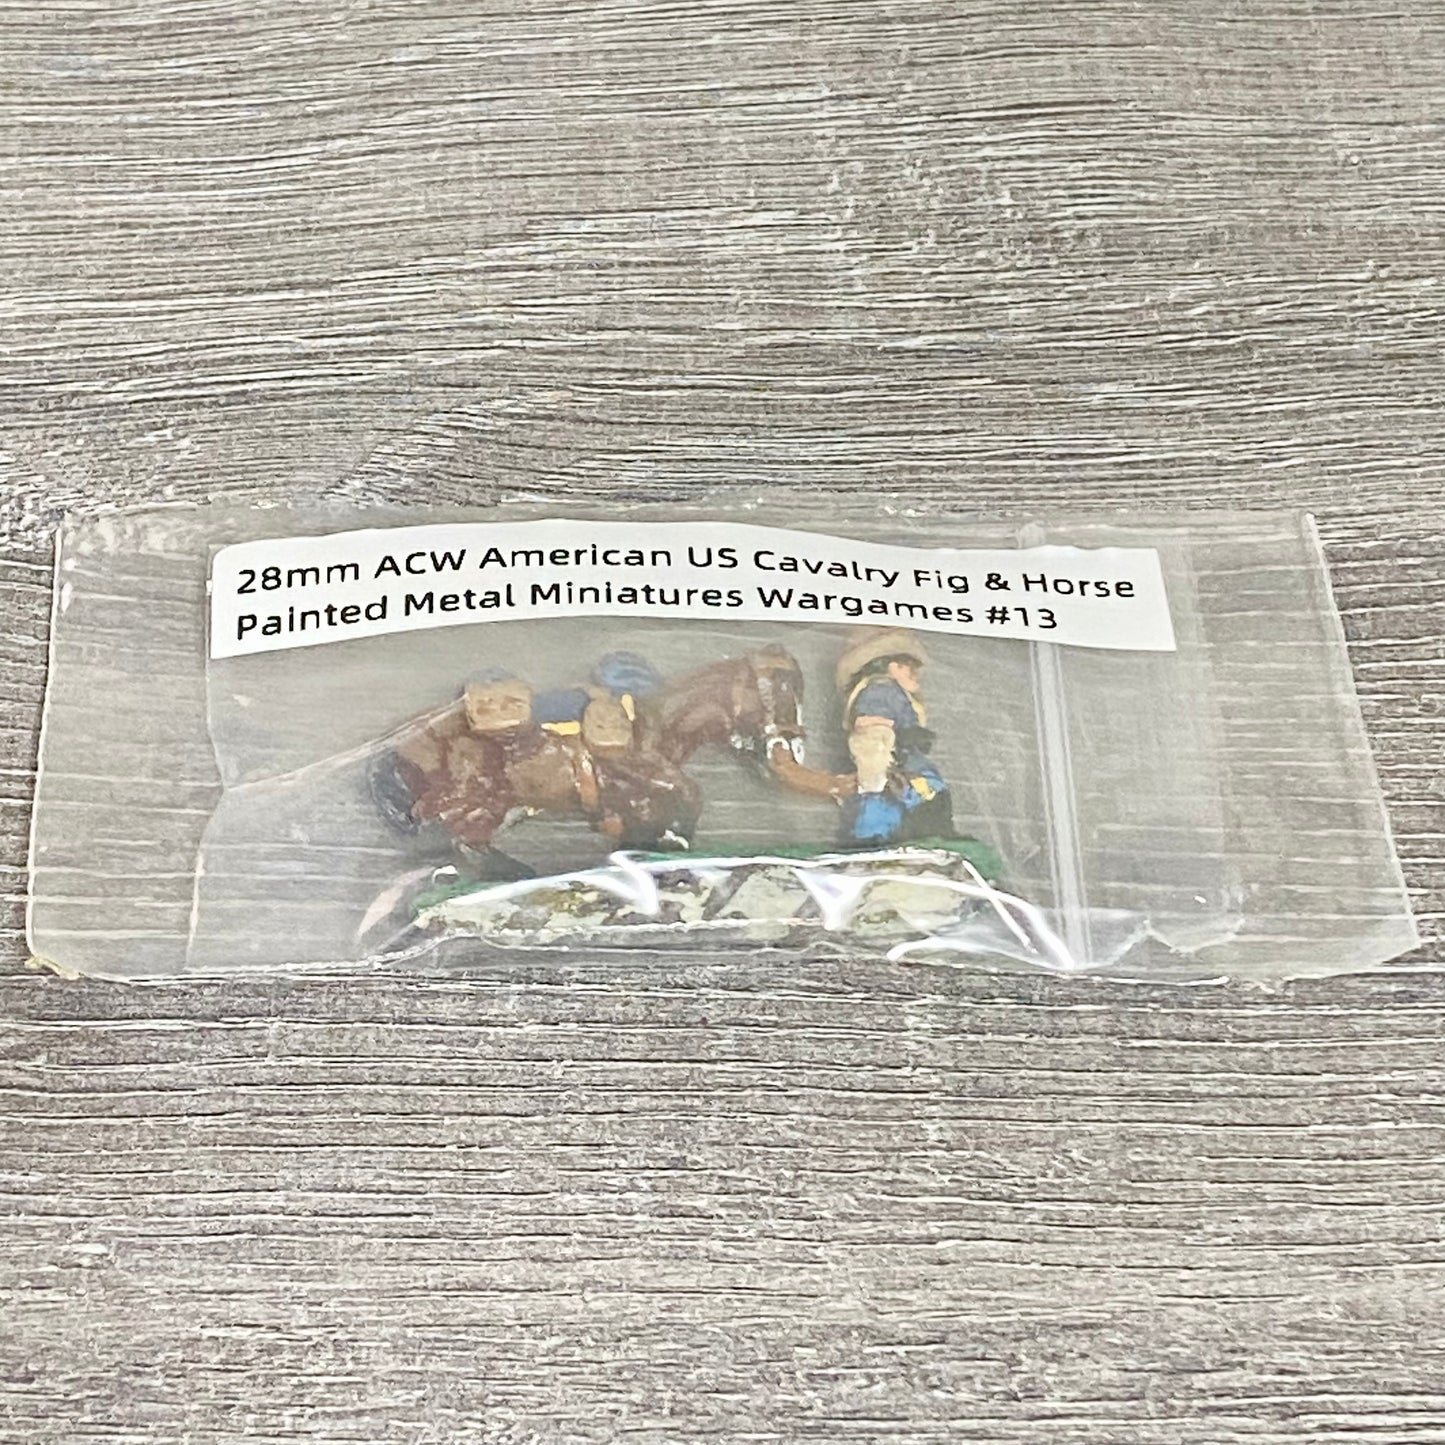 28mm ACW American US Cavalry Fig & Horse
Painted Metal Miniatures Wargames #13